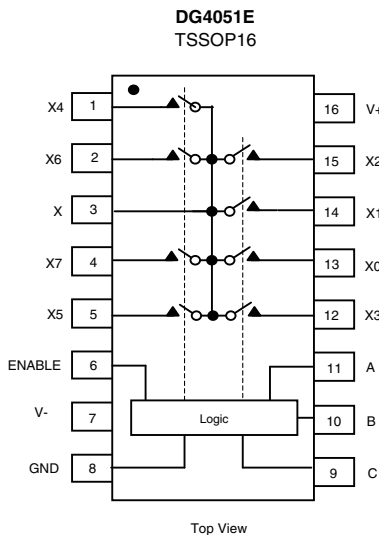 DG4051E
TSSOP16
X4 1 16 V+
X6 2 15 X2
X 3 14 X1
X7 4 13 X0
X5 5 12 X3
ENABLE 6 11 A
V- 7 Logic 10 B
GND 8 9 C
Top View